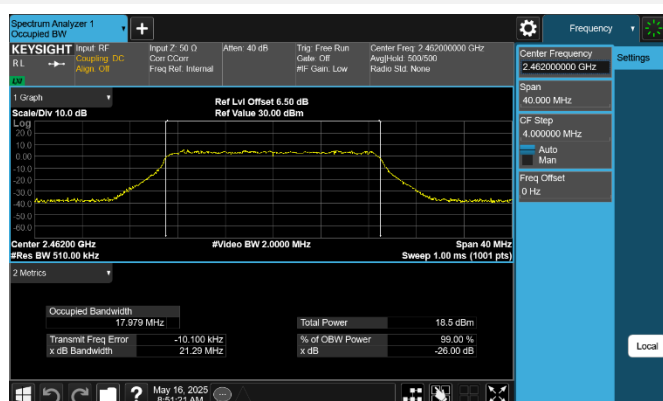 Spectrum Analyzer 1
Occupied BW
Frequency
KEYSIGHT
R L
Input: RF
Coupling: DC
Align: Off
Input Z: 50 Ω
Corr CCorr
Freq Ref: Internal
Atten: 40 dB
Trig: Free Run
Gate: Off
#IF Gain: Low
Center Freq: 2.462000000 GHz
Avg|Hold: 500/500
Radio Std: None
1 Graph
Scale/Div 10.0 dB
Ref Lvl Offset 6.50 dB
Ref Value 30.00 dBm
Log
20.0
10.0
0.00
-10.0
-20.0
-30.0
-40.0
-50.0
-60.0
Center 2.46200 GHz
#Res BW 510.00 kHz
#Video BW 2.0000 MHz
Span 40 MHz
Sweep 1.00 ms (1001 pts)
2 Metrics
Occupied Bandwidth
17.979 MHz
Transmit Freq Error -10.100 kHz
x dB Bandwidth 21.29 MHz
Total Power 18.5 dBm
% of OBW Power 99.00 %
x dB -26.00 dB
May 16, 2025
8:51:21 AM
Center Frequency
2.462000000 GHz
Settings
Span
40.000 MHz
CF Step
4.000000 MHz
Auto
Man
Freq Offset
0 Hz
Local